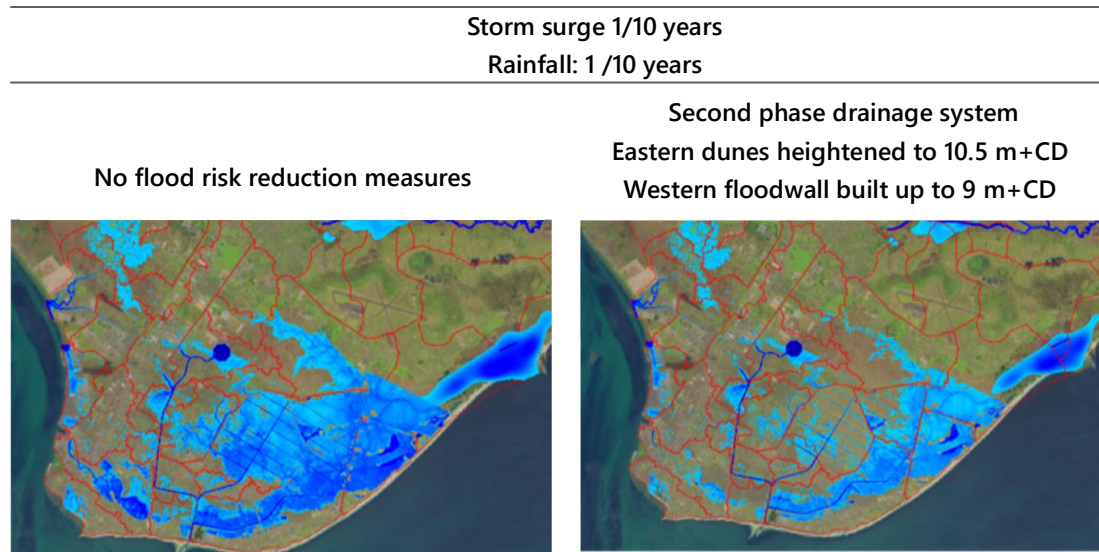 Storm surge 1/10 years
Rainfall: 1 /10 years
No flood risk reduction measures
Second phase drainage system
Eastern dunes heightened to 10.5 m+CD
Western floodwall built up to 9 m+CD